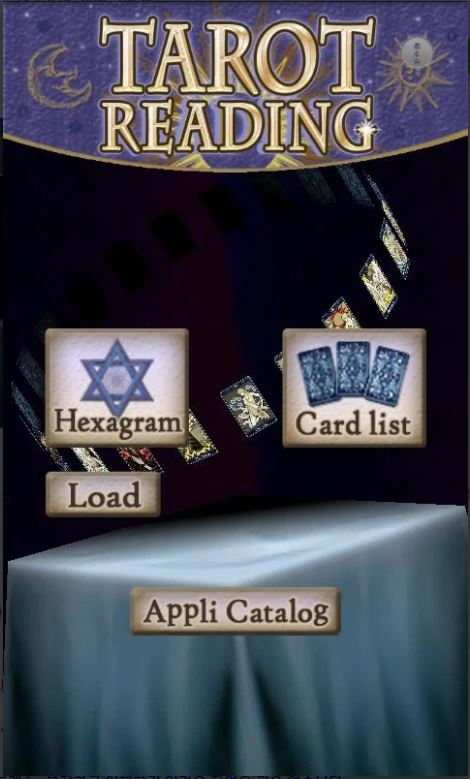 TAROT
READING
Hexagram
Card list
Load
Appli Catalog